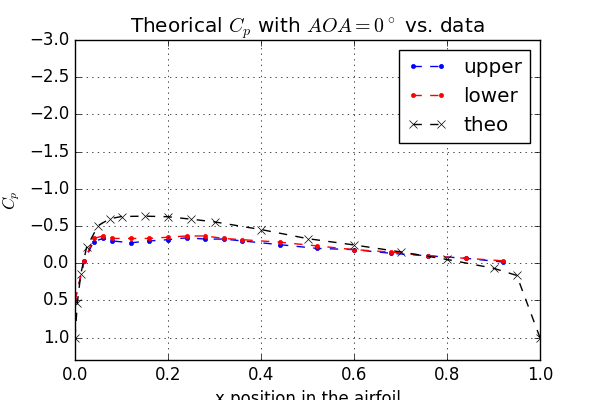 Theorical $C_p$ with $AOA=0^\circ$ vs. data
−3.0
−2.5
−2.0
−1.5
−1.0
−0.5
0.0
0.5
1.0
$C_p$
upper
lower
theo
0.0 0.2 0.4 0.6 0.8 1.0
x position in the airfoil